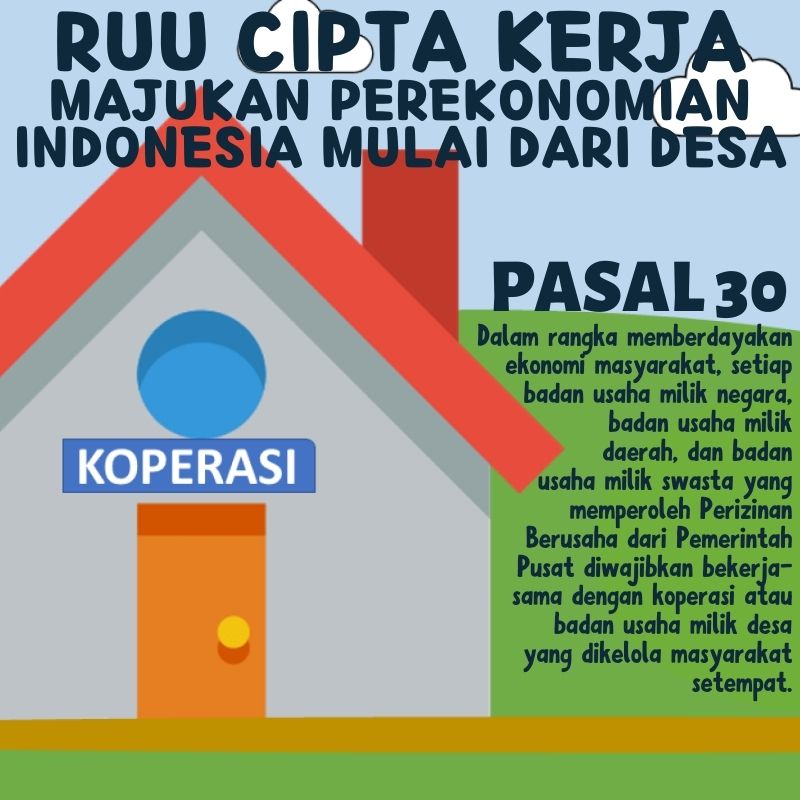 RUU CIPTA KERJA
MAJUKAN PEREKONOMIAN
INDONESIA MULAI DARI DESA
PASAL 30
Dalam rangka memberdayakan
ekonomi masyarakat, setiap
badan usaha milik negara,
badan usaha milik
daerah, dan badan
usaha milik swasta yang
memperoleh Perizinan
Berusaha dari Pemerintah
Pusat diwajibkan bekerja-
sama dengan koperasi atau
badan usaha milik desa
yang dikelola masyarakat
setempat.
KOPERASI